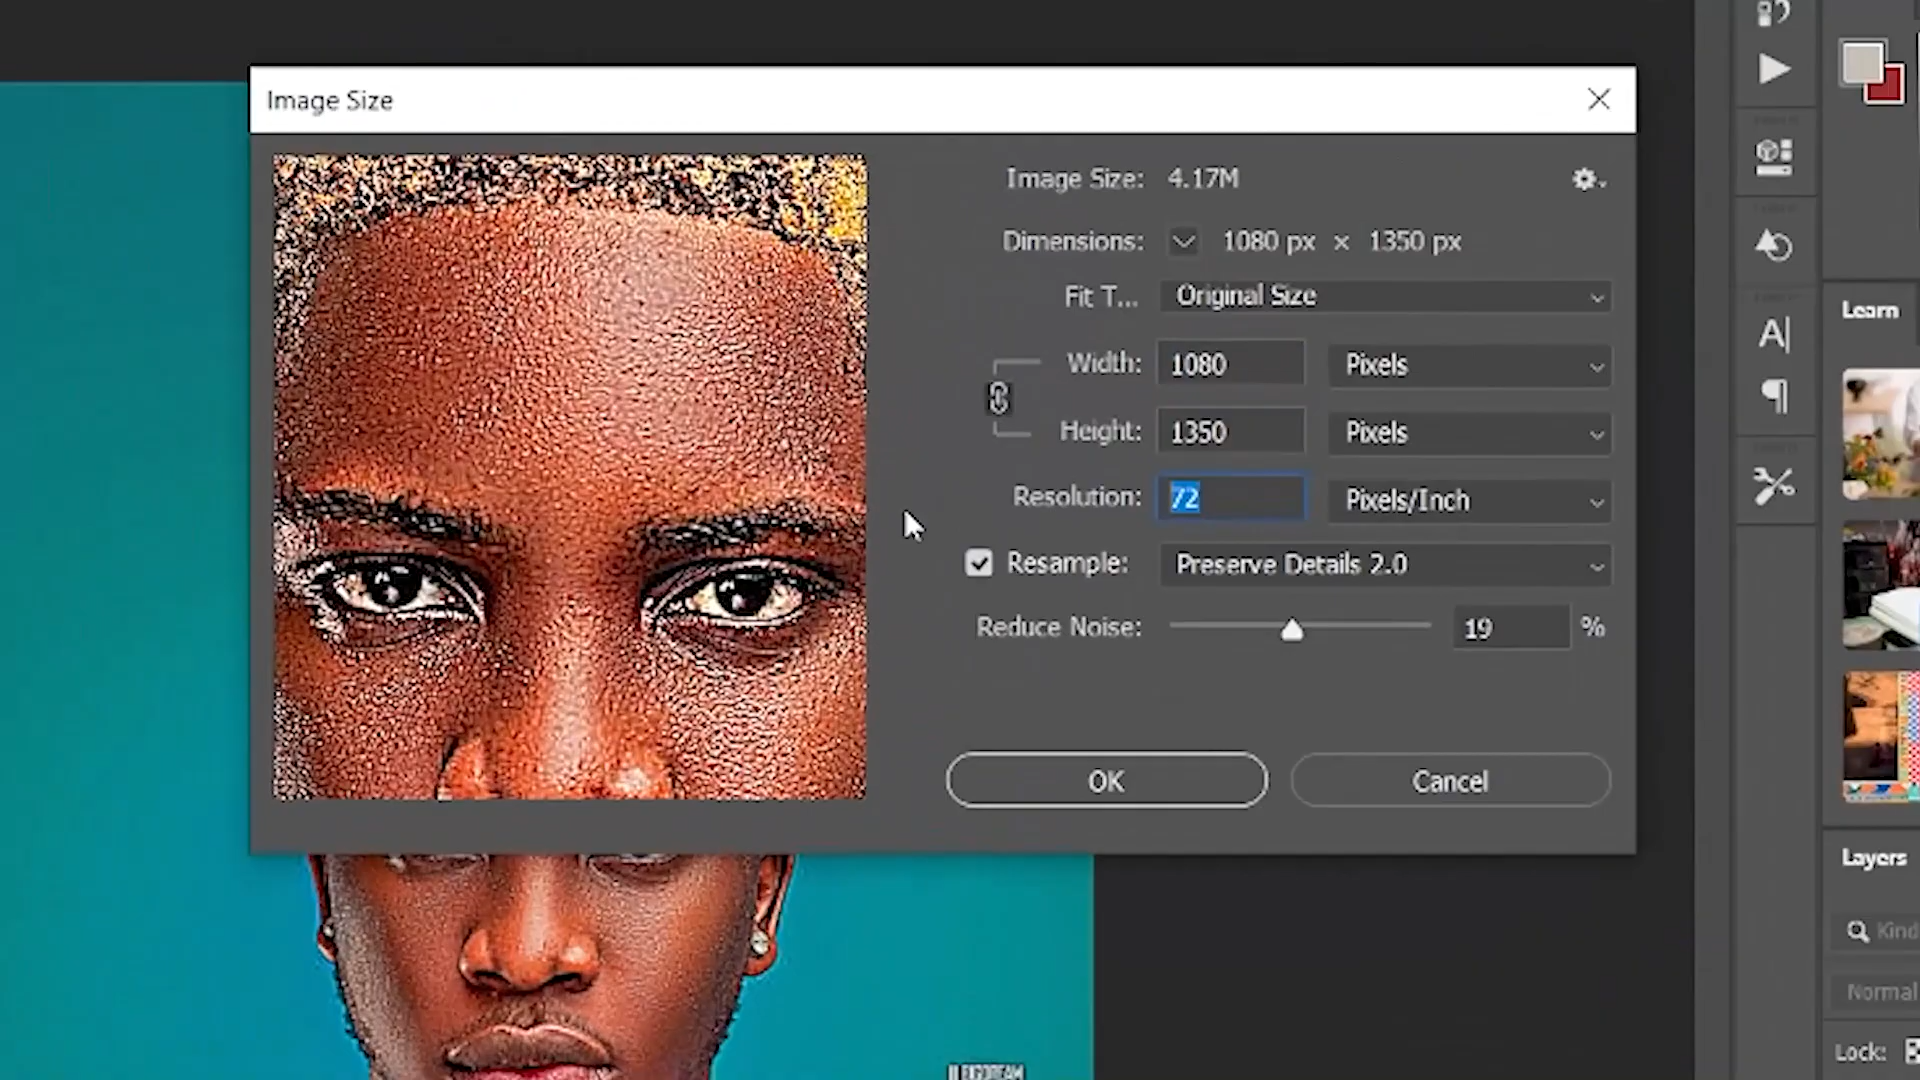 Image Size
Image Size: 4.17M
Dimensions: 1080 px × 1350 px
Fit T... Original Size
Width: 1080 Pixels
Height: 1350 Pixels
Resolution: 72 Pixels/Inch
Resample: Preserve Details 2.0
Reduce Noise: 19 %
OK Cancel
A|
Learn
Layers
Kind
Normal
Lock: